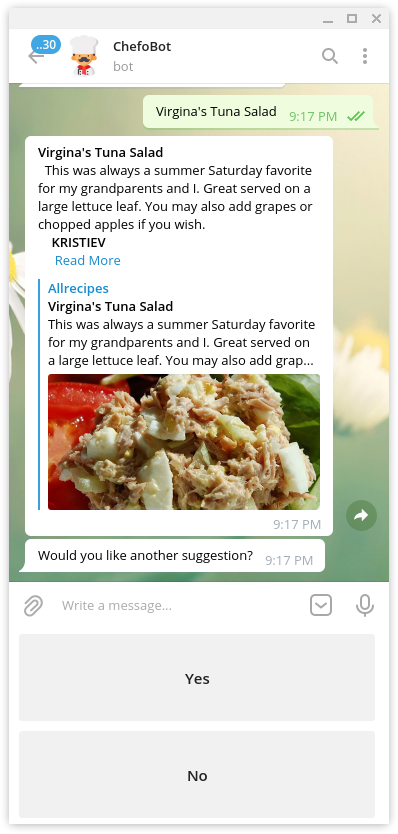 ..30
ChefoBot
bot
Virgina's Tuna Salad
9:17 PM
Virgina's Tuna Salad
This was always a summer Saturday favorite
for my grandparents and I. Great served on a
large lettuce leaf. You may also add grapes or
chopped apples if you wish.
KRISTIEV
Read More
Allrecipes
Virgina's Tuna Salad
This was always a summer Saturday favorite
for my grandparents and I. Great served on
a large lettuce leaf. You may also add grap...
9:17 PM
Would you like another suggestion?
9:17 PM
Write a message...
Yes
No